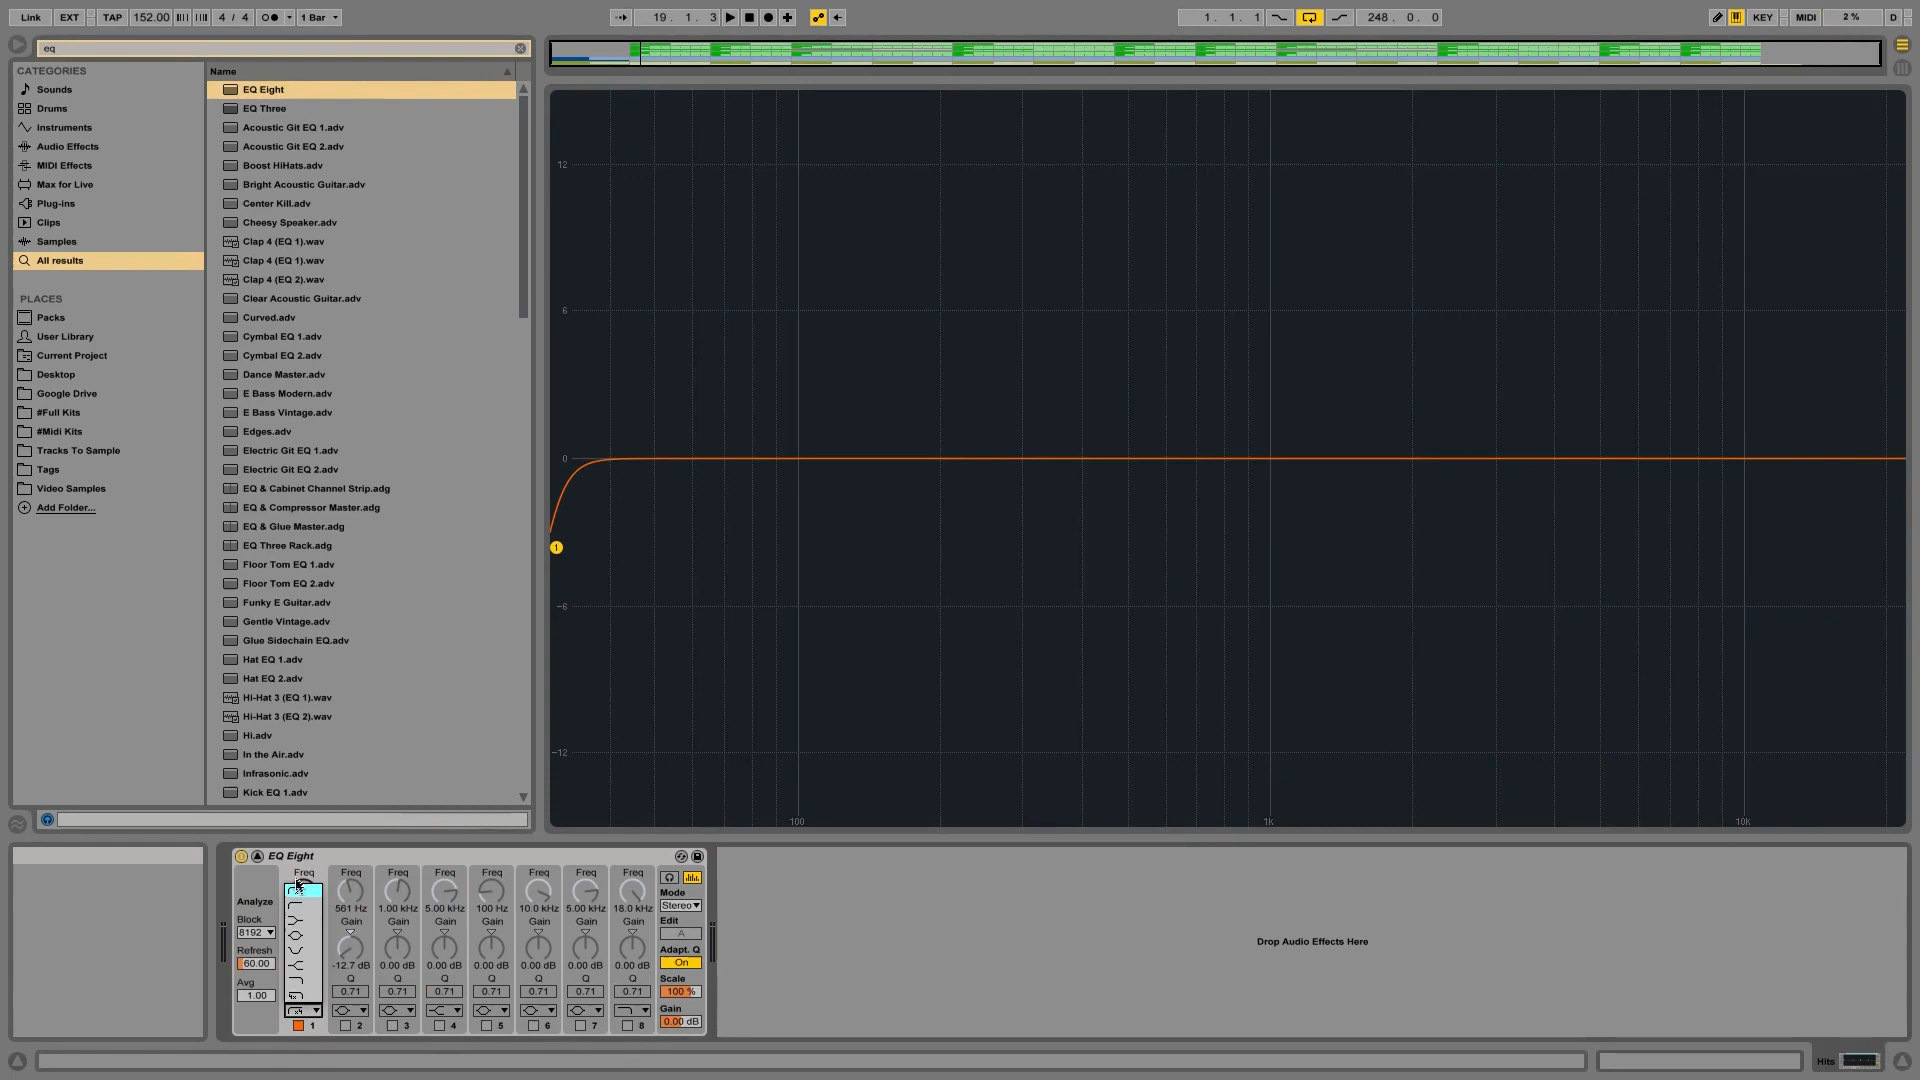 Link EXT TAP 152.00 4 / 4 1 Bar 19. 1. 3 1. 1. 1 248. 0. 0 KEY MIDI 2 % D
eq
CATEGORIES
Sounds
Drums
Instruments
Audio Effects
MIDI Effects
Max for Live
Plug-ins
Clips
Samples
All results
PLACES
Packs
User Library
Current Project
Desktop
Google Drive
#Full Kits
#Midi Kits
Tracks To Sample
Tags
Video Samples
Add Folder...
Name
EQ Eight
EQ Three
Acoustic Git EQ 1.adv
Acoustic Git EQ 2.adv
Boost HiHats.adv
Bright Acoustic Guitar.adv
Center Kill.adv
Cheesy Speaker.adv
Clap 4 (EQ 1).wav
Clap 4 (EQ 1).wav
Clap 4 (EQ 2).wav
Clear Acoustic Guitar.adv
Curved.adv
Cymbal EQ 1.adv
Cymbal EQ 2.adv
Dance Master.adv
E Bass Modern.adv
E Bass Vintage.adv
Edges.adv
Electric Git EQ 1.adv
Electric Git EQ 2.adv
EQ & Cabinet Channel Strip.adg
EQ & Compressor Master.adg
EQ & Glue Master.adg
EQ Three Rack.adg
Floor Tom EQ 1.adv
Floor Tom EQ 2.adv
Funky E Guitar.adv
Gentle Vintage.adv
Glue Sidechain EQ.adv
Hat EQ 1.adv
Hat EQ 2.adv
Hi-Hat 3 (EQ 1).wav
Hi-Hat 3 (EQ 2).wav
Hi.adv
In the Air.adv
Infrasonic.adv
Kick EQ 1.adv
12
6
0
1
-6
-12
100 1k 10k
EQ Eight
Freq Freq Freq Freq Freq Freq Freq Freq
561 Hz 1.00 kHz 5.00 kHz 100 Hz 10.0 kHz 5.00 kHz 18.0 kHz
Gain Gain Gain Gain Gain Gain Gain
-12.7 dB 0.00 dB 0.00 dB 0.00 dB 0.00 dB 0.00 dB 0.00 dB
Q Q Q Q Q Q Q
0.71 0.71 0.71 0.71 0.71 0.71 0.71
1 2 3 4 5 6 7 8
Analyze
Block
8192
Refresh
60.00
Avg
1.00
Mode
Stereo
Edit
A
Adapt. Q
On
Scale
100 %
Gain
0.00 dB
Drop Audio Effects Here
Hits